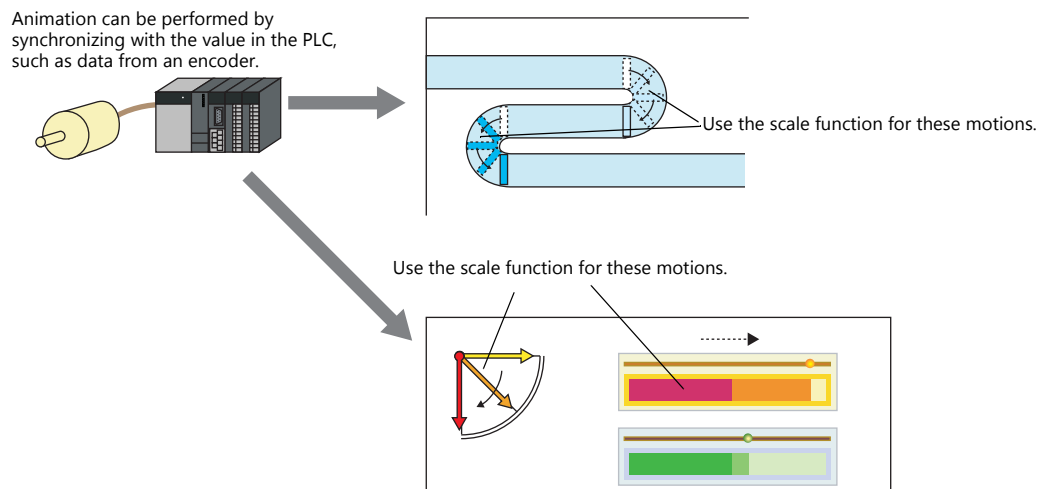 Animation can be performed by
synchronizing with the value in the PLC,
such as data from an encoder.
Use the scale function for these motions.
Use the scale function for these motions.